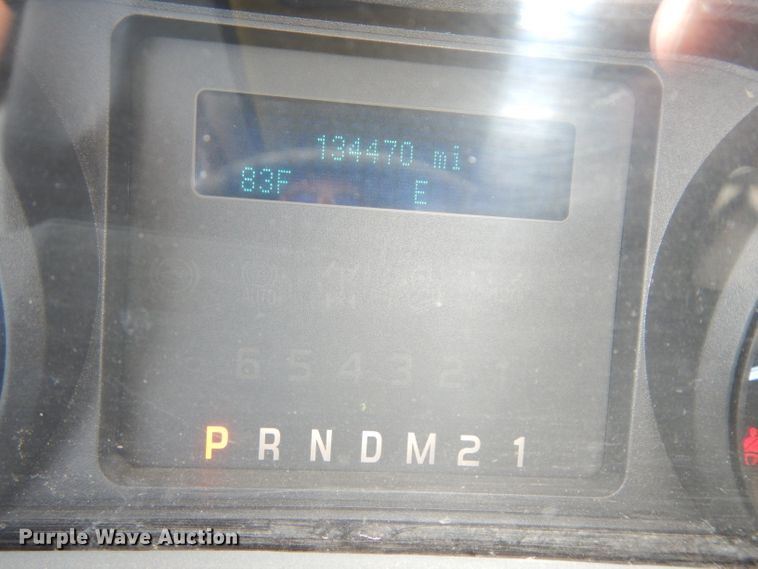 134470 mi
83F E
6 5 4 3 2 1
P R N D M 2 1
Purple Wave Auction